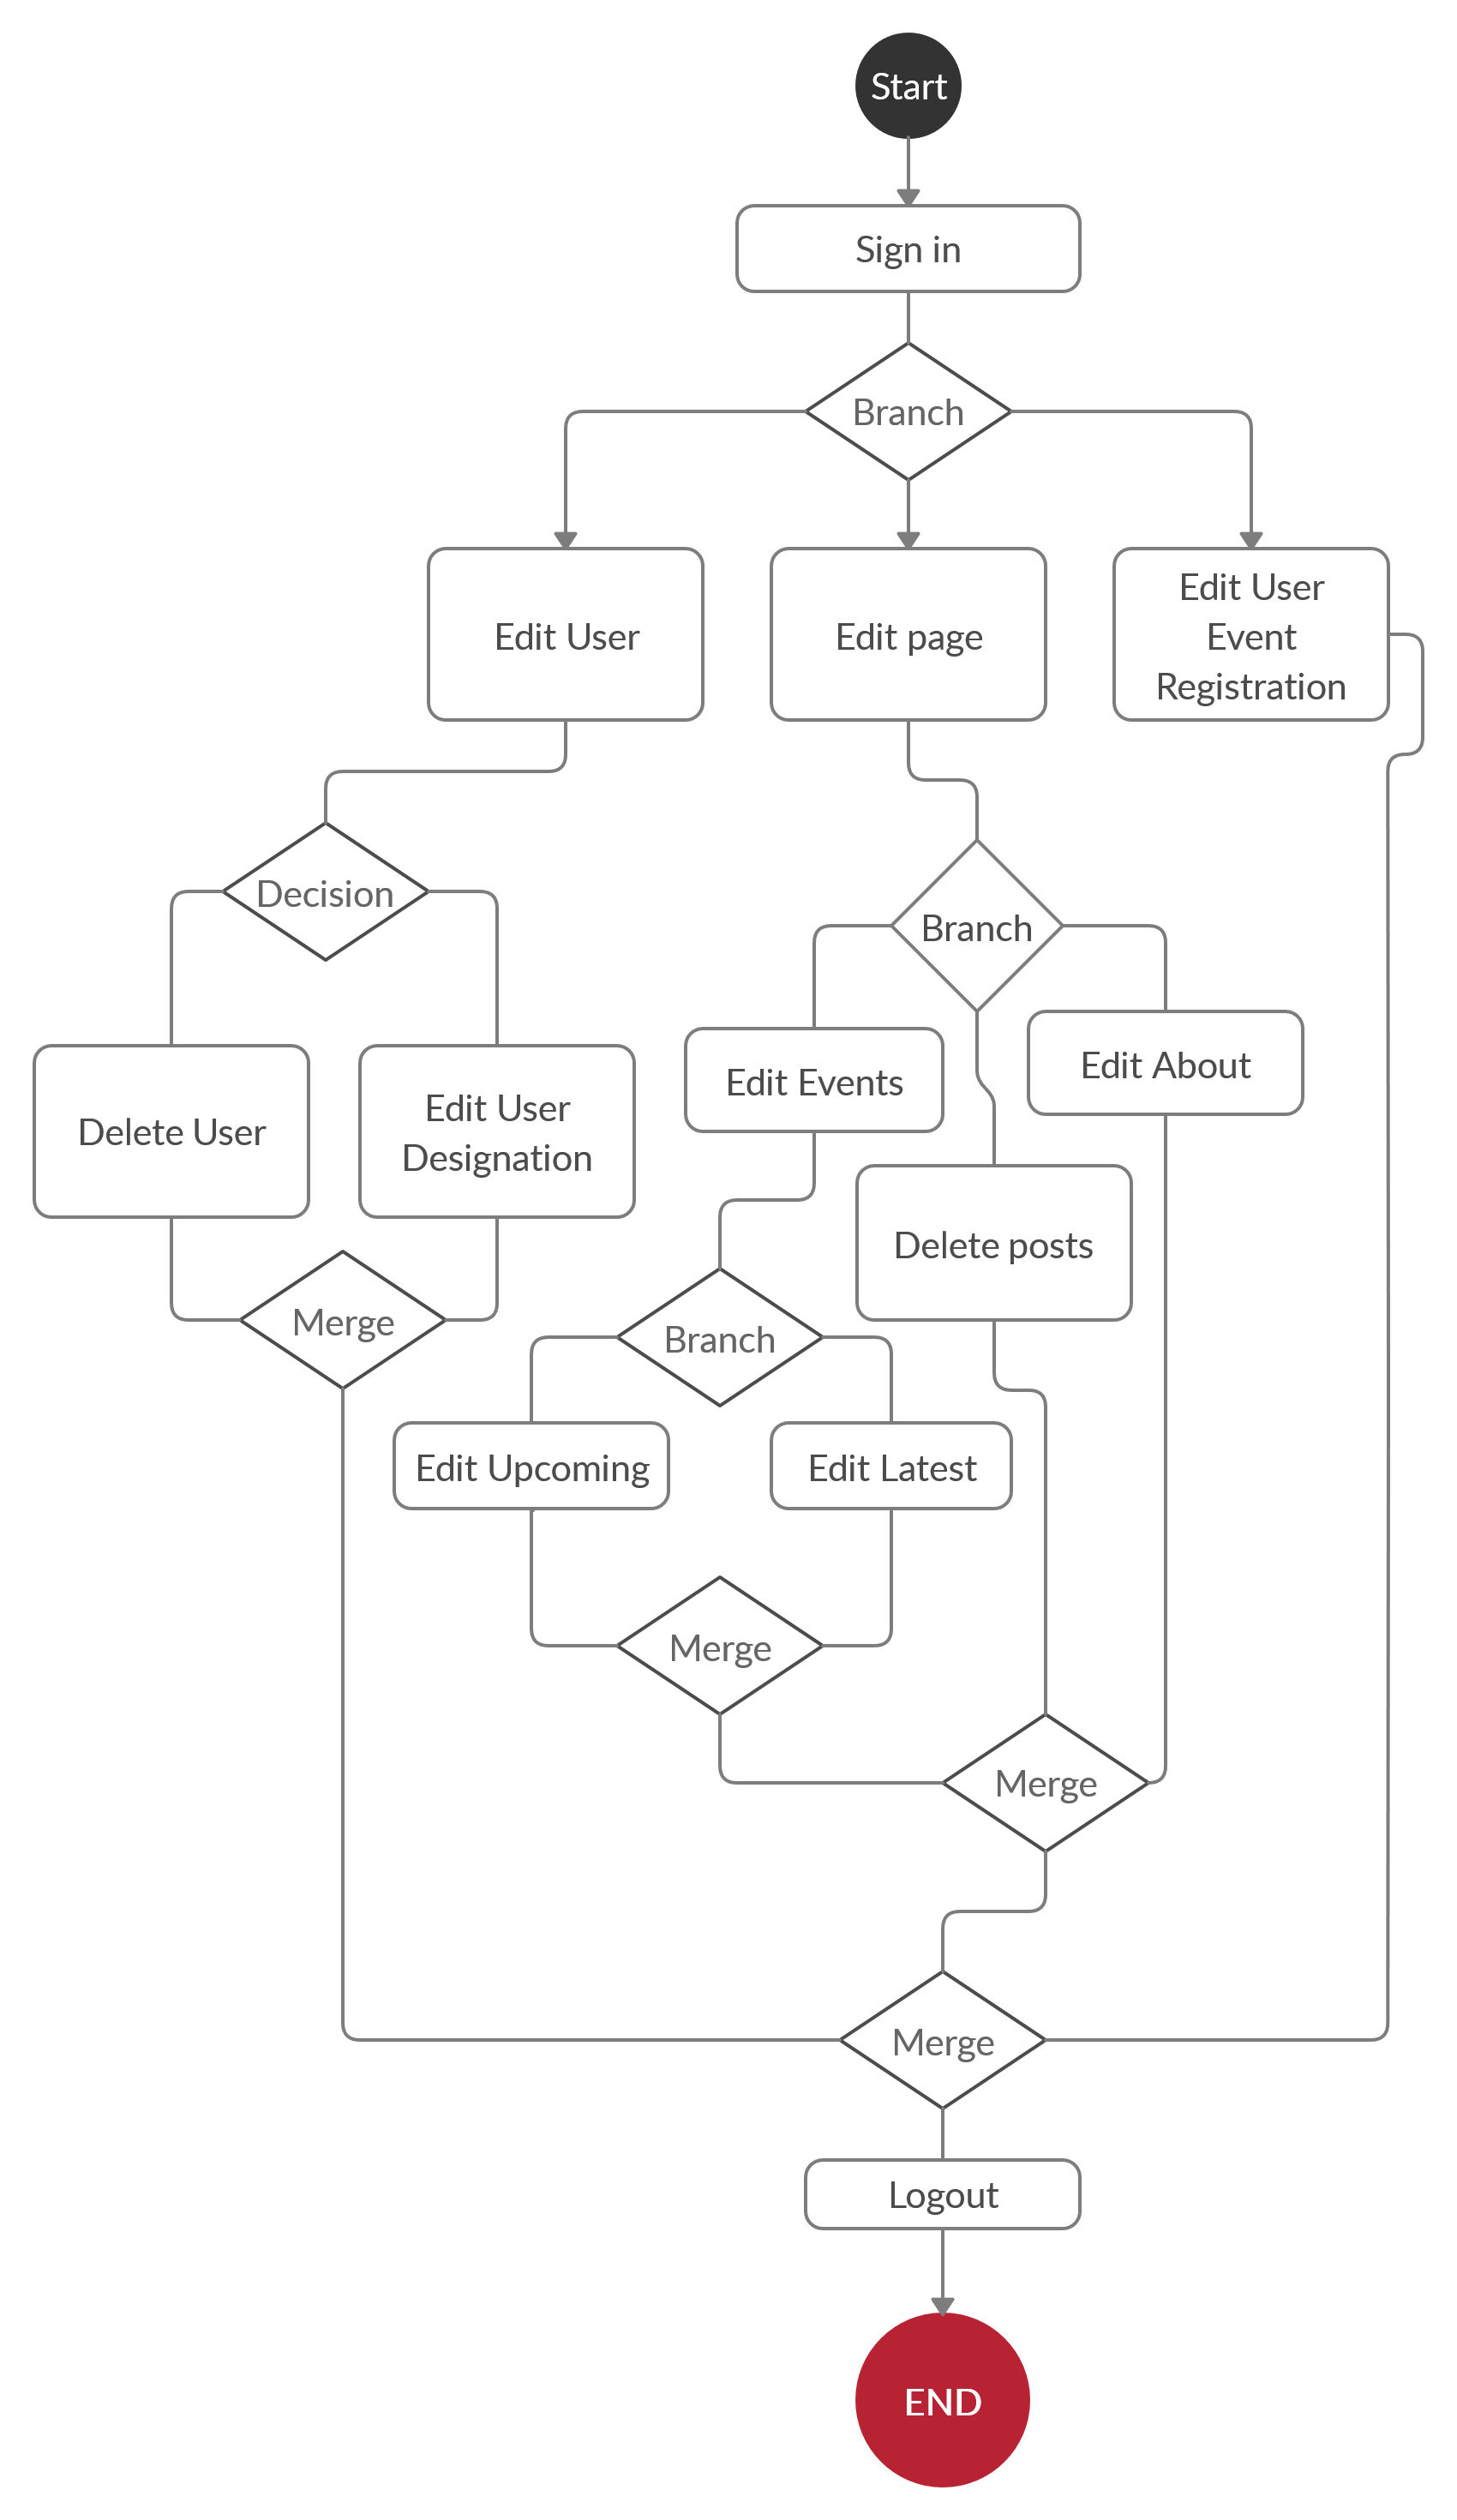 Start
Sign in
Branch
Edit User
Edit page
Edit User
Event
Registration
Decision
Branch
Delete User
Edit User
Designation
Edit Events
Edit About
Delete posts
Merge
Branch
Edit Upcoming
Edit Latest
Merge
Merge
Merge
Logout
END